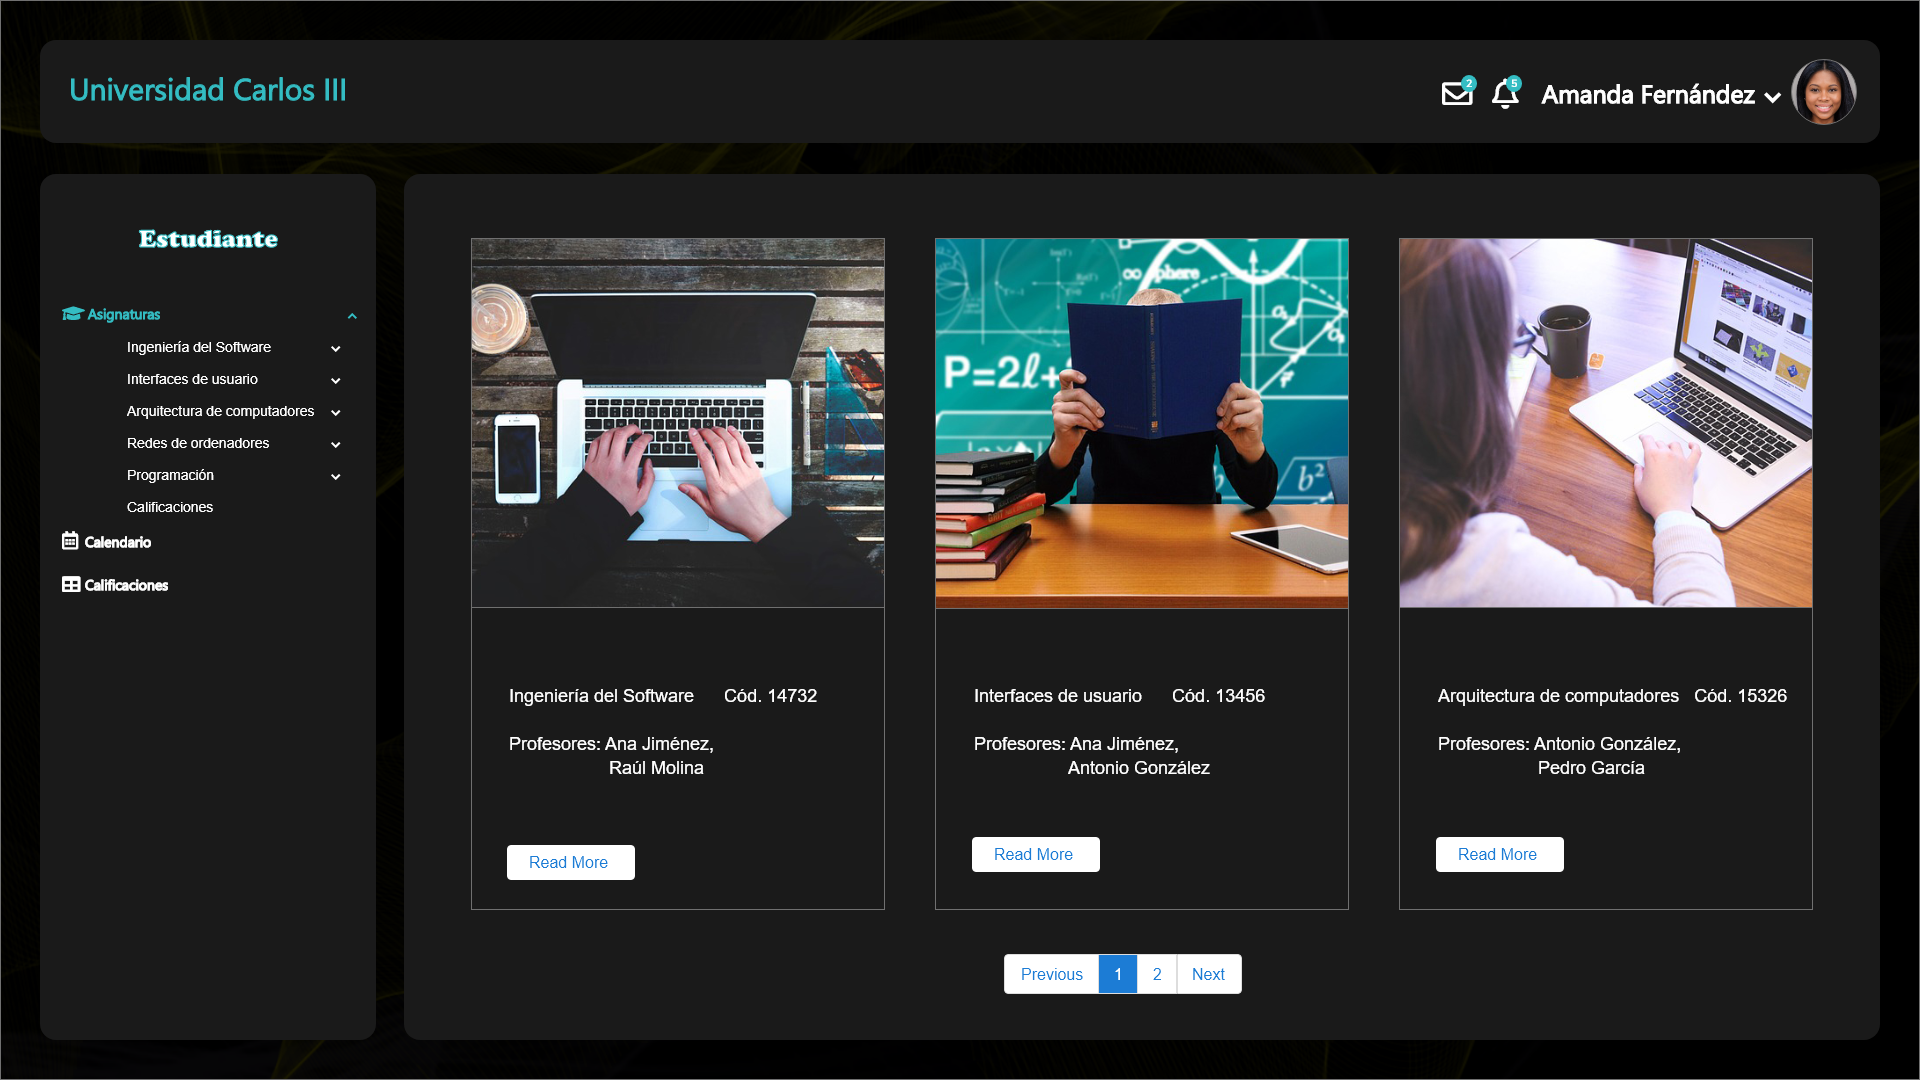 Universidad Carlos III
2
5
Amanda Fernández
Estudiante
Asignaturas
Ingeniería del Software
Interfaces de usuario
Arquitectura de computadores
Redes de ordenadores
Programación
Calificaciones
Calendario
Calificaciones
∞ sphere
P=2ℓ+
b²
Ingeniería del Software Cód. 14732
Profesores: Ana Jiménez,
Raúl Molina
Read More
Interfaces de usuario Cód. 13456
Profesores: Ana Jiménez,
Antonio González
Read More
Arquitectura de computadores Cód. 15326
Profesores: Antonio González,
Pedro García
Read More
Previous 1 2 Next